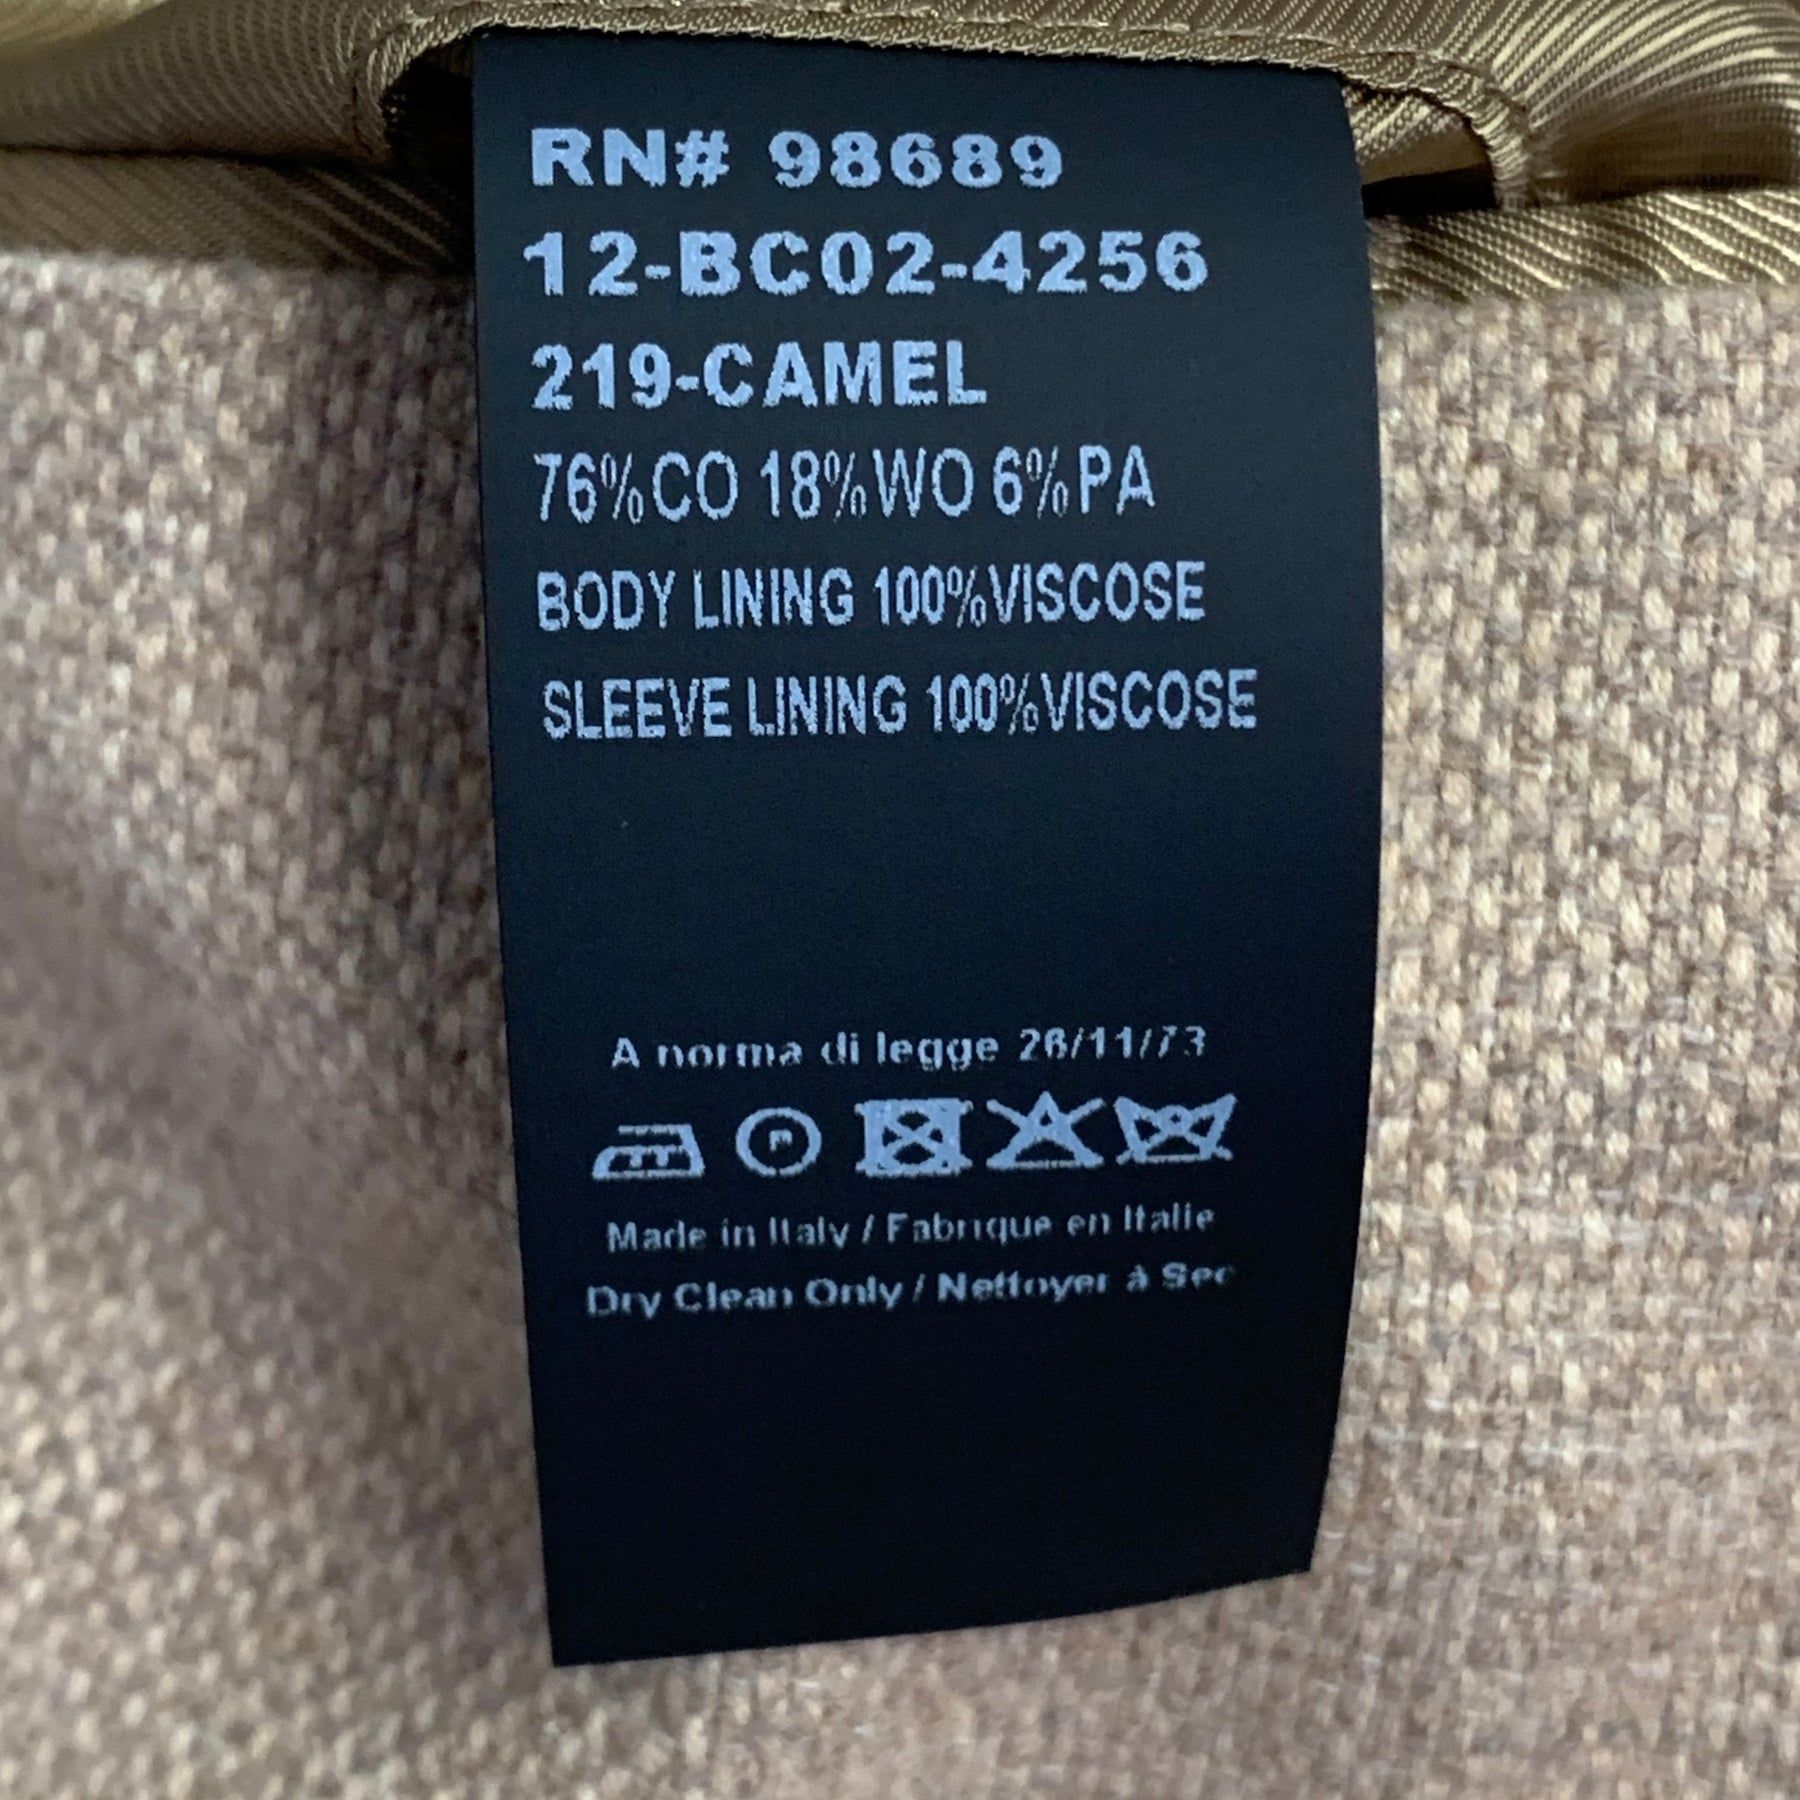 RN# 98689
12-BC02-4256
219-CAMEL
76%CO 18%WO 6%PA
BODY LINING 100%VISCOSE
SLEEVE LINING 100%VISCOSE
A norma di legge 26/11/73
P
Made in Italy / Fabrique en Italie
Dry Clean Only / Nettoyer à Sec